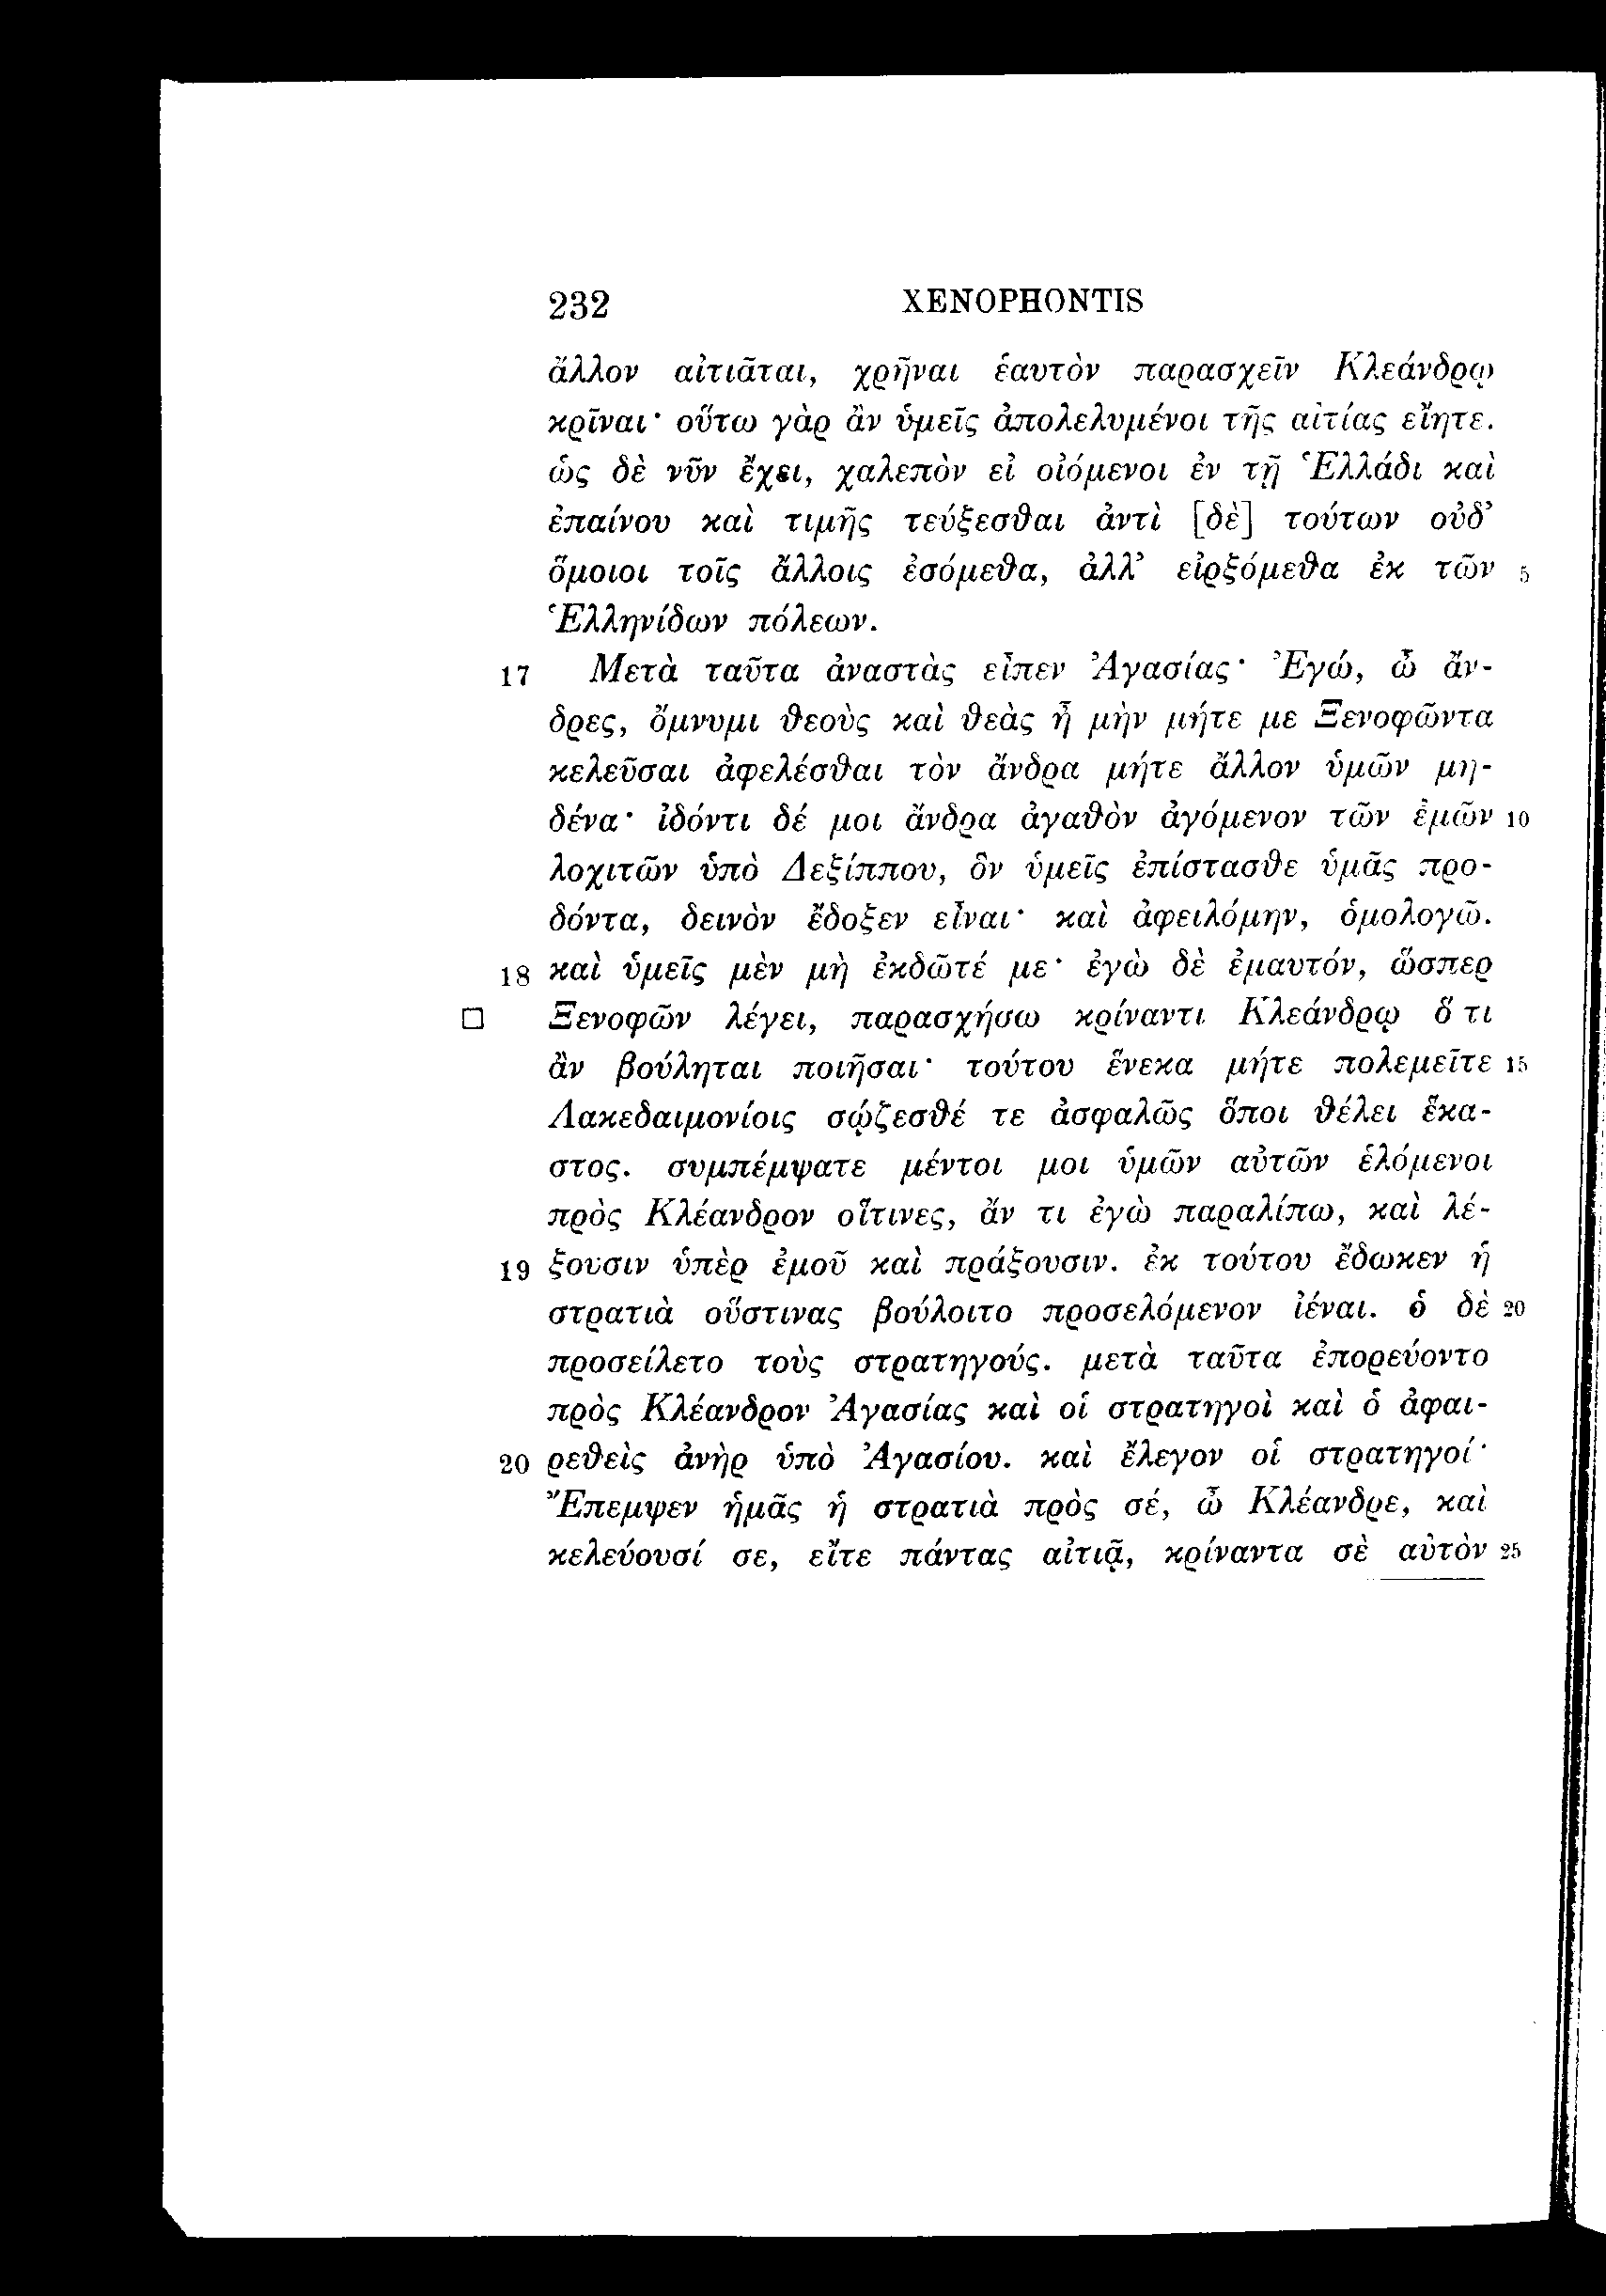 232 XENOPHONTIS
ἄλλον αἰτιᾶται, χρῆναι ἑαυτὸν παρασχεῖν Κλεάνδρῳ
κρῖναι· οὕτω γὰρ ἂν ὑμεῖς ἀπολελυμένοι τῆς αἰτίας εἴητε.
ὡς δὲ νῦν ἔχει, χαλεπὸν εἰ οἰόμενοι ἐν τῇ Ἑλλάδι καὶ
ἐπαίνου καὶ τιμῆς τεύξεσθαι ἀντὶ [δὲ] τούτων οὐδ’
ὅμοιοι τοῖς ἄλλοις ἐσόμεθα, ἀλλ’ εἰρξόμεθα ἐκ τῶν 5
Ἑλληνίδων πόλεων.
17 Μετὰ ταῦτα ἀναστὰς εἶπεν Ἀγασίας· Ἐγώ, ὦ ἄν-
δρες, ὄμνυμι θεοὺς καὶ θεὰς ἦ μὴν μήτε με Ξενοφῶντα
κελεῦσαι ἀφελέσθαι τὸν ἄνδρα μήτε ἄλλον ὑμῶν μη-
δένα· ἰδόντι δέ μοι ἄνδρα ἀγαθὸν ἀγόμενον τῶν ἐμῶν 10
λοχιτῶν ὑπὸ Δεξίππου, ὃν ὑμεῖς ἐπίστασθε ὑμᾶς προ-
δόντα, δεινὸν ἔδοξεν εἶναι· καὶ ἀφειλόμην, ὁμολογῶ.
18 καὶ ὑμεῖς μὲν μὴ ἐκδῶτέ με· ἐγὼ δὲ ἐμαυτόν, ὥσπερ
□ Ξενοφῶν λέγει, παρασχήσω κρίναντι Κλεάνδρῳ ὅ τι
ἂν βούληται ποιῆσαι· τούτου ἕνεκα μήτε πολεμεῖτε 15
Λακεδαιμονίοις σῴζεσθέ τε ἀσφαλῶς ὅποι θέλει ἕκα-
στος. συμπέμψατε μέντοι μοι ὑμῶν αὐτῶν ἑλόμενοι
πρὸς Κλέανδρον οἵτινες, ἄν τι ἐγὼ παραλίπω, καὶ λέ-
19 ξουσιν ὑπὲρ ἐμοῦ καὶ πράξουσιν. ἐκ τούτου ἔδωκεν ἡ
στρατιὰ οὕστινας βούλοιτο προσελόμενον ἰέναι. ὁ δὲ 20
προσείλετο τοὺς στρατηγούς. μετὰ ταῦτα ἐπορεύοντο
πρὸς Κλέανδρον Ἀγασίας καὶ οἱ στρατηγοὶ καὶ ὁ ἀφαι-
20 ρεθεὶς ἀνὴρ ὑπὸ Ἀγασίου. καὶ ἔλεγον οἱ στρατηγοί·
Ἔπεμψεν ἡμᾶς ἡ στρατιὰ πρὸς σέ, ὦ Κλέανδρε, καὶ
κελεύουσί σε, εἴτε πάντας αἰτιᾷ, κρίναντα σὲ αὐτὸν 25